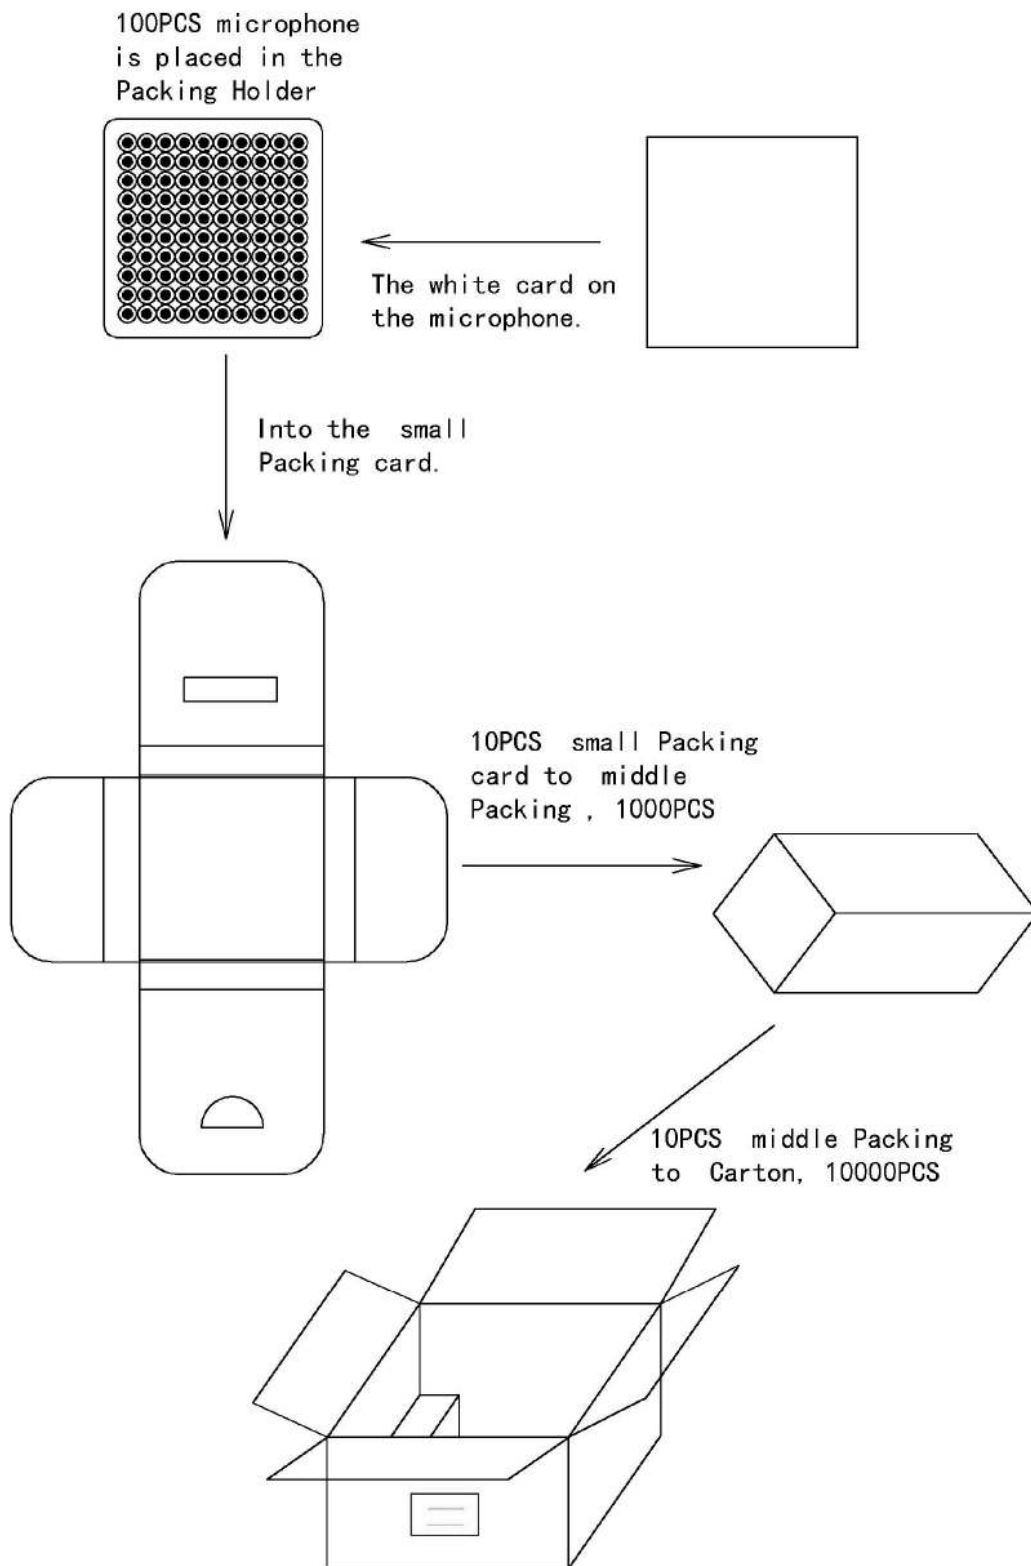 100PCS microphone
is placed in the
Packing Holder
The white card on
the microphone.
Into the small
Packing card.
10PCS small Packing
card to middle
Packing , 1000PCS
10PCS middle Packing
to Carton, 10000PCS